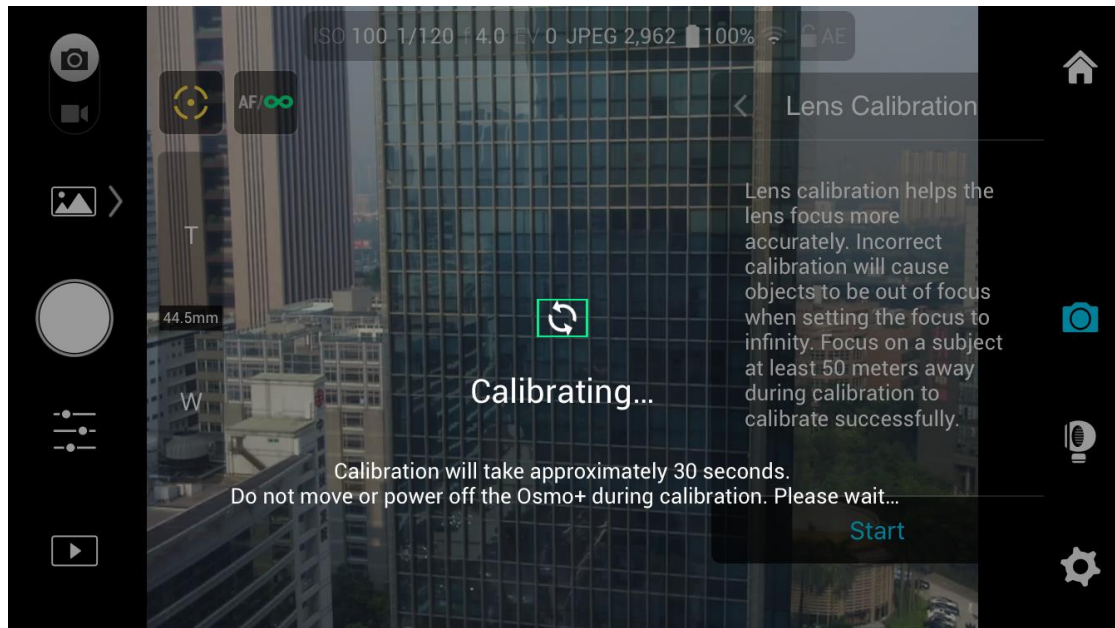 ISO 100 1/120 f 4.0 EV 0 JPEG 2,962 100% AE
AF/∞
Lens Calibration
Lens calibration helps the
lens focus more
accurately. Incorrect
calibration will cause
objects to be out of focus
when setting the focus to
infinity. Focus on a subject
at least 50 meters away
during calibration to
calibrate successfully.
T
44.5mm
W
Calibrating...
Calibration will take approximately 30 seconds.
Do not move or power off the Osmo+ during calibration. Please wait...
Start